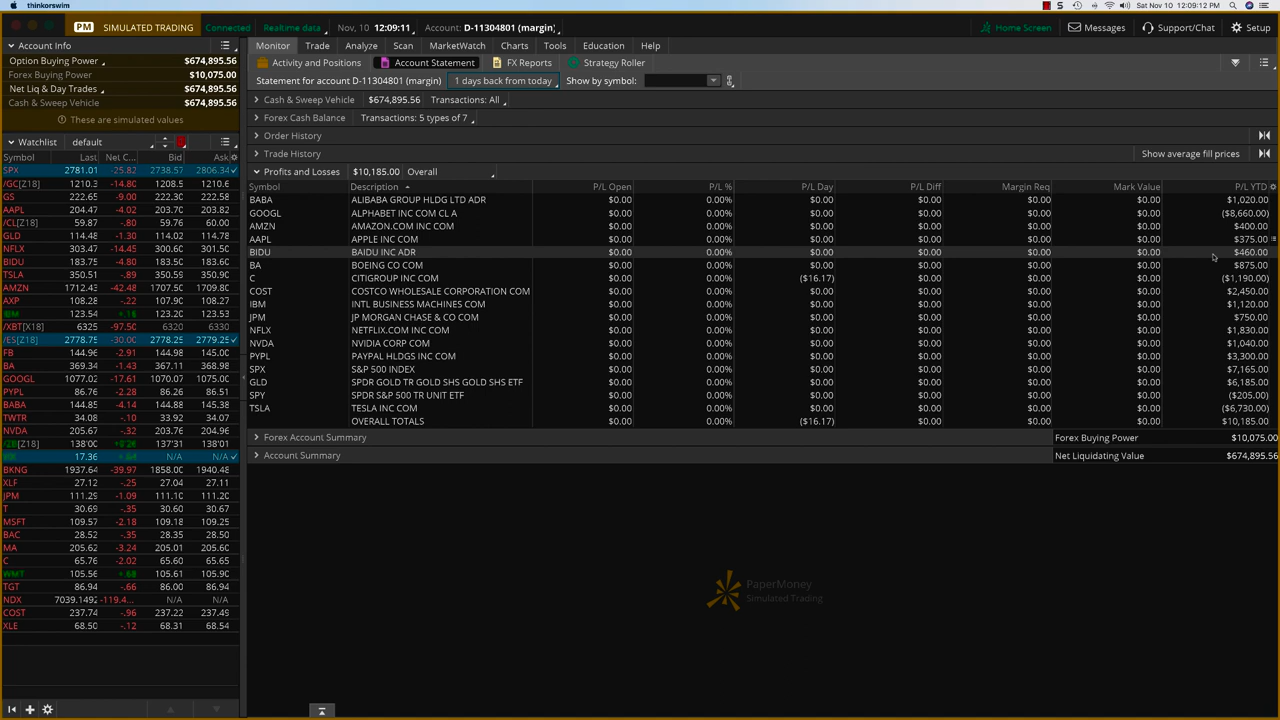 thinkorswim Sat Nov 10 12:09:12 PM
PM SIMULATED TRADING Connected Realtime data Nov, 10 12:09:11 Account: D-11304801 (margin) Home Screen Messages Support/Chat Setup
Monitor Trade Analyze Scan MarketWatch Charts Tools Education Help
Account Info
Option Buying Power $674,895.56
Forex Buying Power $10,075.00
Net Liq & Day Trades $674,895.56
Cash & Sweep Vehicle $674,895.56
These are simulated values
Watchlist default
Symbol Last Net C... Bid Ask
SPX 2781.01 -25.82 2738.57 2806.34
/GC[Z18] 1210.3 -14.80 1208.5 1210.6
GS 222.65 -9.00 222.30 222.58
AAPL 204.47 -4.02 203.70 203.82
/CL[Z18] 59.87 -.80 59.76 60.00
GLD 114.48 -1.30 114.03 114.35
NFLX 303.47 -14.45 300.60 301.50
BIDU 183.75 -4.80 183.50 183.60
TSLA 350.51 -.89 350.59 350.90
AMZN 1712.43 -42.48 1707.50 1709.80
AXP 108.28 -.22 107.90 108.27
IBM 123.54 +.16 123.20 123.53
/XBT[X18] 6325 -97.50 6320 6330
/ES[Z18] 2778.75 -30.00 2778.25 2779.25
FB 144.96 -2.91 144.98 145.00
BA 369.34 -1.43 367.11 368.98
GOOGL 1077.02 -17.61 1070.07 1075.00
PYPL 86.76 -2.28 86.26 86.51
BABA 144.85 -4.14 144.88 145.38
TWTR 34.08 -.10 33.92 34.07
NVDA 205.67 -.32 203.76 204.96
/ZB[Z18] 138'00 137'31 138'01
17.36 N/A N/A
BKNG 1937.64 -39.97 1858.00 1940.48
XLF 27.12 -.25 27.04 27.11
JPM 111.29 -1.09 111.10 111.20
T 30.69 -.35 30.60 30.67
MSFT 109.57 -2.18 109.18 109.25
BAC 28.52 -.35 28.35 28.50
MA 205.62 -3.24 205.01 205.60
C 65.76 -2.02 65.60 65.65
WMT 105.56 +.68 105.61 105.90
TGT 86.94 -.66 86.00 86.94
NDX 7039.1492 -119.4... N/A N/A
COST 237.74 -.96 237.22 237.49
XLE 68.50 -.12 68.31 68.54
Activity and Positions Account Statement FX Reports Strategy Roller
Statement for account D-11304801 (margin) 1 days back from today Show by symbol:
Cash & Sweep Vehicle $674,895.56 Transactions: All
Forex Cash Balance Transactions: 5 types of 7
Order History
Trade History Show average fill prices
Profits and Losses $10,185.00 Overall
Symbol Description P/L Open P/L % P/L Day P/L Diff Margin Req Mark Value P/L YTD
BABA ALIBABA GROUP HLDG LTD ADR $0.00 0.00% $0.00 $0.00 $0.00 $0.00 $1,020.00
GOOGL ALPHABET INC COM CL A $0.00 0.00% $0.00 $0.00 $0.00 $0.00 ($8,660.00)
AMZN AMAZON.COM INC COM $0.00 0.00% $0.00 $0.00 $0.00 $0.00 $400.00
AAPL APPLE INC COM $0.00 0.00% $0.00 $0.00 $0.00 $0.00 $375.00
BIDU BAIDU INC ADR $0.00 0.00% $0.00 $0.00 $0.00 $0.00 $460.00
BA BOEING CO COM $0.00 0.00% $0.00 $0.00 $0.00 $0.00 $875.00
C CITIGROUP INC COM $0.00 0.00% ($16.17) $0.00 $0.00 $0.00 ($1,190.00)
COST COSTCO WHOLESALE CORPORATION COM $0.00 0.00% $0.00 $0.00 $0.00 $0.00 $2,450.00
IBM INTL BUSINESS MACHINES COM $0.00 0.00% $0.00 $0.00 $0.00 $0.00 $1,120.00
JPM JP MORGAN CHASE & CO COM $0.00 0.00% $0.00 $0.00 $0.00 $0.00 $750.00
NFLX NETFLIX.COM INC COM $0.00 0.00% $0.00 $0.00 $0.00 $0.00 $1,830.00
NVDA NVIDIA CORP COM $0.00 0.00% $0.00 $0.00 $0.00 $0.00 $1,040.00
PYPL PAYPAL HLDGS INC COM $0.00 0.00% $0.00 $0.00 $0.00 $0.00 $3,300.00
SPX S&P 500 INDEX $0.00 0.00% $0.00 $0.00 $0.00 $0.00 $7,165.00
GLD SPDR GOLD TR GOLD SHS GOLD SHS ETF $0.00 0.00% $0.00 $0.00 $0.00 $0.00 $6,185.00
SPY SPDR S&P 500 TR UNIT ETF $0.00 0.00% $0.00 $0.00 $0.00 $0.00 ($205.00)
TSLA TESLA INC COM $0.00 0.00% $0.00 $0.00 $0.00 $0.00 ($6,730.00)
OVERALL TOTALS $0.00 0.00% ($16.17) $0.00 $0.00 $0.00 $10,185.00
Forex Account Summary Forex Buying Power $10,075.00
Account Summary Net Liquidating Value $674,895.56
PaperMoney
Simulated Trading